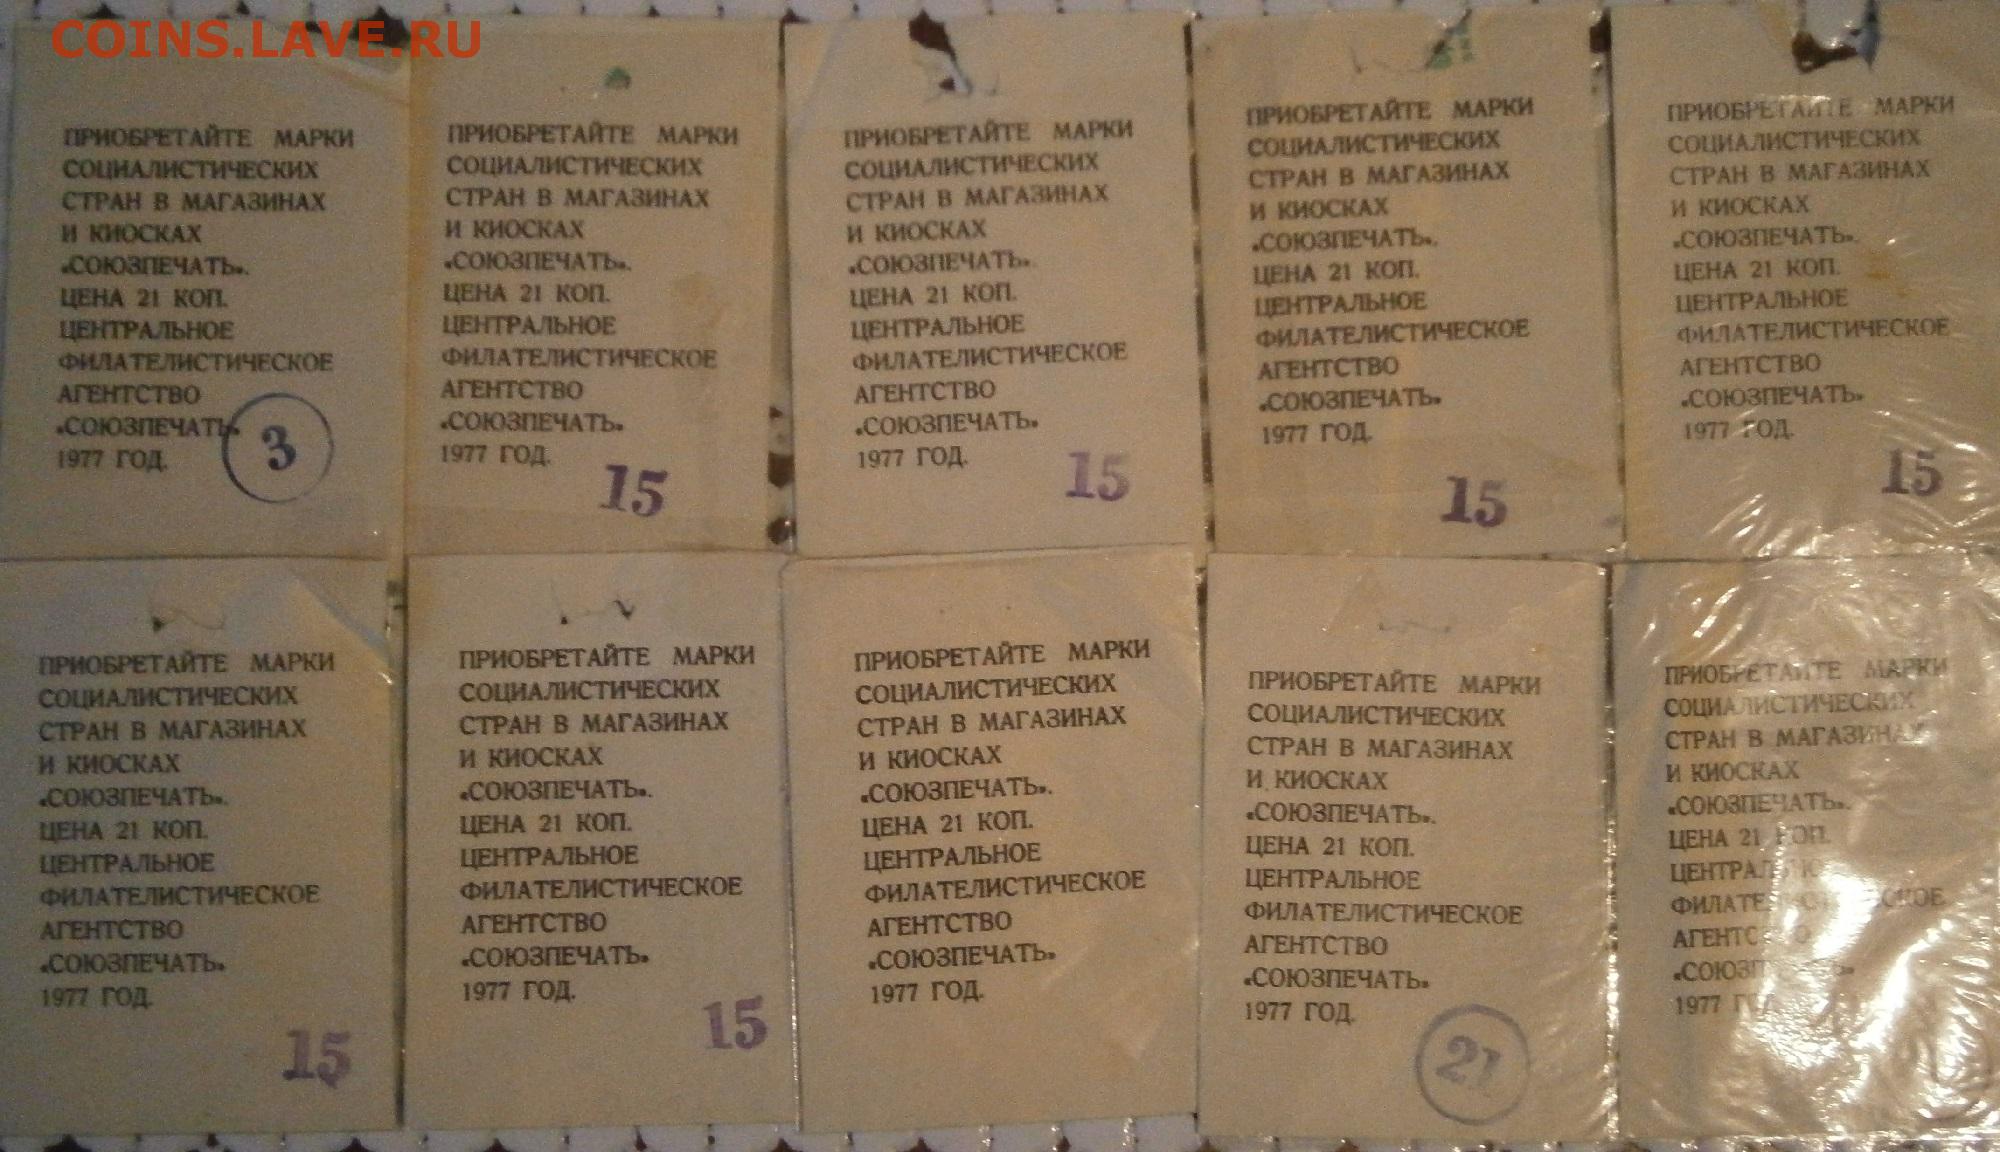 COINS.LAVE.RU
ПРИОБРЕТАЙТЕ МАРКИ
СОЦИАЛИСТИЧЕСКИХ
СТРАН В МАГАЗИНАХ
И КИОСКАХ
«СОЮЗПЕЧАТЬ».
ЦЕНА 21 КОП.
ЦЕНТРАЛЬНОЕ
ФИЛАТЕЛИСТИЧЕСКОЕ
АГЕНТСТВО
«СОЮЗПЕЧАТЬ»
1977 ГОД.
3
ПРИОБРЕТАЙТЕ МАРКИ
СОЦИАЛИСТИЧЕСКИХ
СТРАН В МАГАЗИНАХ
И КИОСКАХ
«СОЮЗПЕЧАТЬ».
ЦЕНА 21 КОП.
ЦЕНТРАЛЬНОЕ
ФИЛАТЕЛИСТИЧЕСКОЕ
АГЕНТСТВО
«СОЮЗПЕЧАТЬ»
1977 ГОД.
15
ПРИОБРЕТАЙТЕ МАРКИ
СОЦИАЛИСТИЧЕСКИХ
СТРАН В МАГАЗИНАХ
И КИОСКАХ
«СОЮЗПЕЧАТЬ».
ЦЕНА 21 КОП.
ЦЕНТРАЛЬНОЕ
ФИЛАТЕЛИСТИЧЕСКОЕ
АГЕНТСТВО
«СОЮЗПЕЧАТЬ»
1977 ГОД.
15
ПРИОБРЕТАЙТЕ МАРКИ
СОЦИАЛИСТИЧЕСКИХ
СТРАН В МАГАЗИНАХ
И КИОСКАХ
«СОЮЗПЕЧАТЬ».
ЦЕНА 21 КОП.
ЦЕНТРАЛЬНОЕ
ФИЛАТЕЛИСТИЧЕСКОЕ
АГЕНТСТВО
«СОЮЗПЕЧАТЬ»
1977 ГОД.
15
ПРИОБРЕТАЙТЕ МАРКИ
СОЦИАЛИСТИЧЕСКИХ
СТРАН В МАГАЗИНАХ
И КИОСКАХ
«СОЮЗПЕЧАТЬ».
ЦЕНА 21 КОП.
ЦЕНТРАЛЬНОЕ
ФИЛАТЕЛИСТИЧЕСКОЕ
АГЕНТСТВО
«СОЮЗПЕЧАТЬ»
1977 ГОД.
15
ПРИОБРЕТАЙТЕ МАРКИ
СОЦИАЛИСТИЧЕСКИХ
СТРАН В МАГАЗИНАХ
И КИОСКАХ
«СОЮЗПЕЧАТЬ».
ЦЕНА 21 КОП.
ЦЕНТРАЛЬНОЕ
ФИЛАТЕЛИСТИЧЕСКОЕ
АГЕНТСТВО
«СОЮЗПЕЧАТЬ»
1977 ГОД.
15
ПРИОБРЕТАЙТЕ МАРКИ
СОЦИАЛИСТИЧЕСКИХ
СТРАН В МАГАЗИНАХ
И КИОСКАХ
«СОЮЗПЕЧАТЬ».
ЦЕНА 21 КОП.
ЦЕНТРАЛЬНОЕ
ФИЛАТЕЛИСТИЧЕСКОЕ
АГЕНТСТВО
«СОЮЗПЕЧАТЬ»
1977 ГОД.
15
ПРИОБРЕТАЙТЕ МАРКИ
СОЦИАЛИСТИЧЕСКИХ
СТРАН В МАГАЗИНАХ
И КИОСКАХ
«СОЮЗПЕЧАТЬ».
ЦЕНА 21 КОП.
ЦЕНТРАЛЬНОЕ
ФИЛАТЕЛИСТИЧЕСКОЕ
АГЕНТСТВО
«СОЮЗПЕЧАТЬ»
1977 ГОД.
ПРИОБРЕТАЙТЕ МАРКИ
СОЦИАЛИСТИЧЕСКИХ
СТРАН В МАГАЗИНАХ
И КИОСКАХ
«СОЮЗПЕЧАТЬ».
ЦЕНА 21 КОП.
ЦЕНТРАЛЬНОЕ
ФИЛАТЕЛИСТИЧЕСКОЕ
АГЕНТСТВО
«СОЮЗПЕЧАТЬ»
1977 ГОД.
21
ПРИОБРЕТАЙТЕ МАРКИ
СОЦИАЛИСТИЧЕСКИХ
СТРАН В МАГАЗИНАХ
И КИОСКАХ
«СОЮЗПЕЧАТЬ».
ЦЕНА 21 КОП.
1977